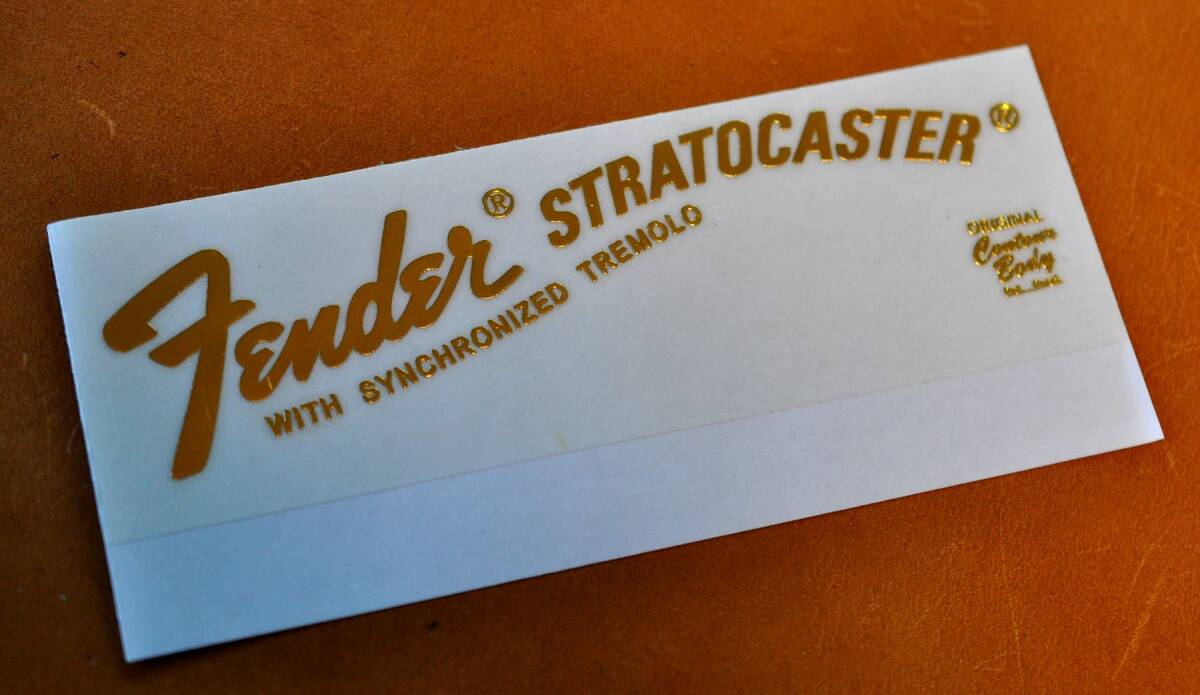 Fender® STRATOCASTER®
WITH SYNCHRONIZED TREMOLO
ORIGINAL
Contour
Body